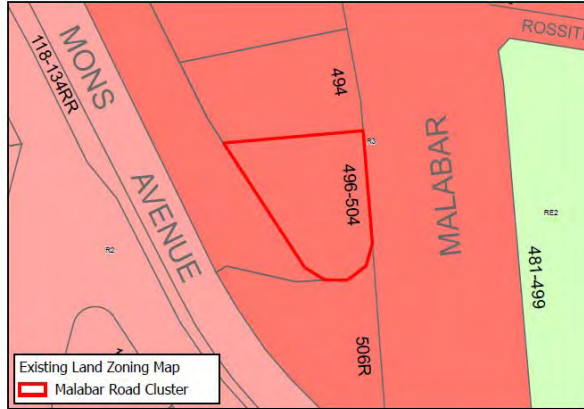 ROSSITE
MONS
118-134RR
494
R3
496-504
MALABAR
RE2
AVENUE
R2
481-499
506R
Existing Land Zoning Map
Malabar Road Cluster